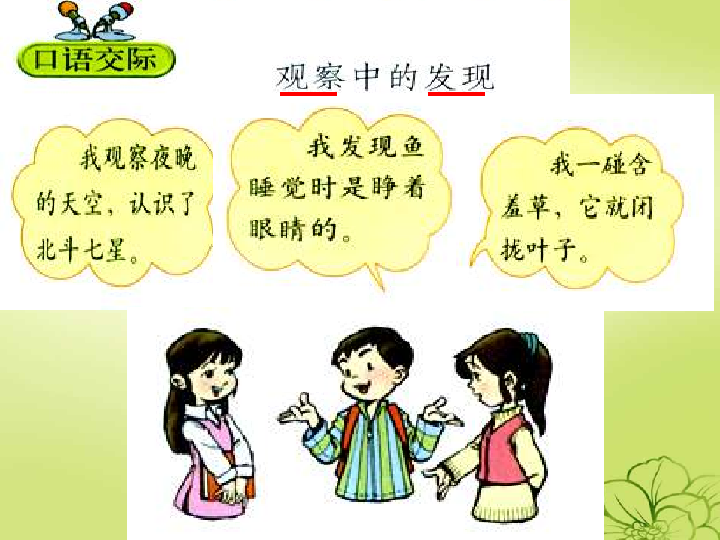 口语交际
观察中的发现
我观察夜晚
的天空，认识了
北斗七星。
我发现鱼
睡觉时是睁着
眼睛的。
我一碰含
羞草，它就闭
拢叶子。